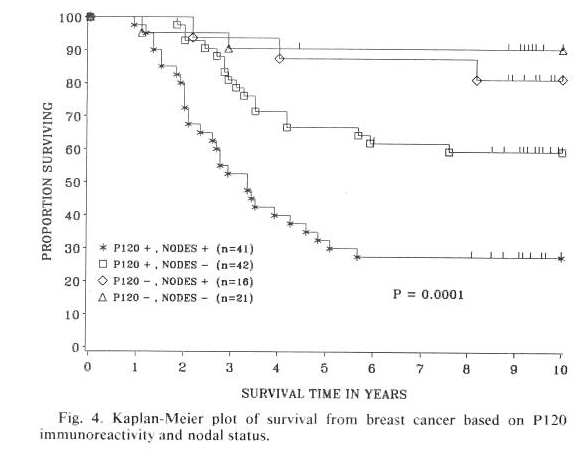 100
90
80
70
60
50
40
30
20
10
0
PROPORTION SURVIVING
P120 +, NODES + (n=41)
P120 +, NODES − (n=42)
P120 −, NODES + (n=16)
P120 −, NODES − (n=21)
P = 0.0001
0 1 2 3 4 5 6 7 8 9 10
SURVIVAL TIME IN YEARS
Fig. 4. Kaplan-Meier plot of survival from breast cancer based on P120
immunoreactivity and nodal status.